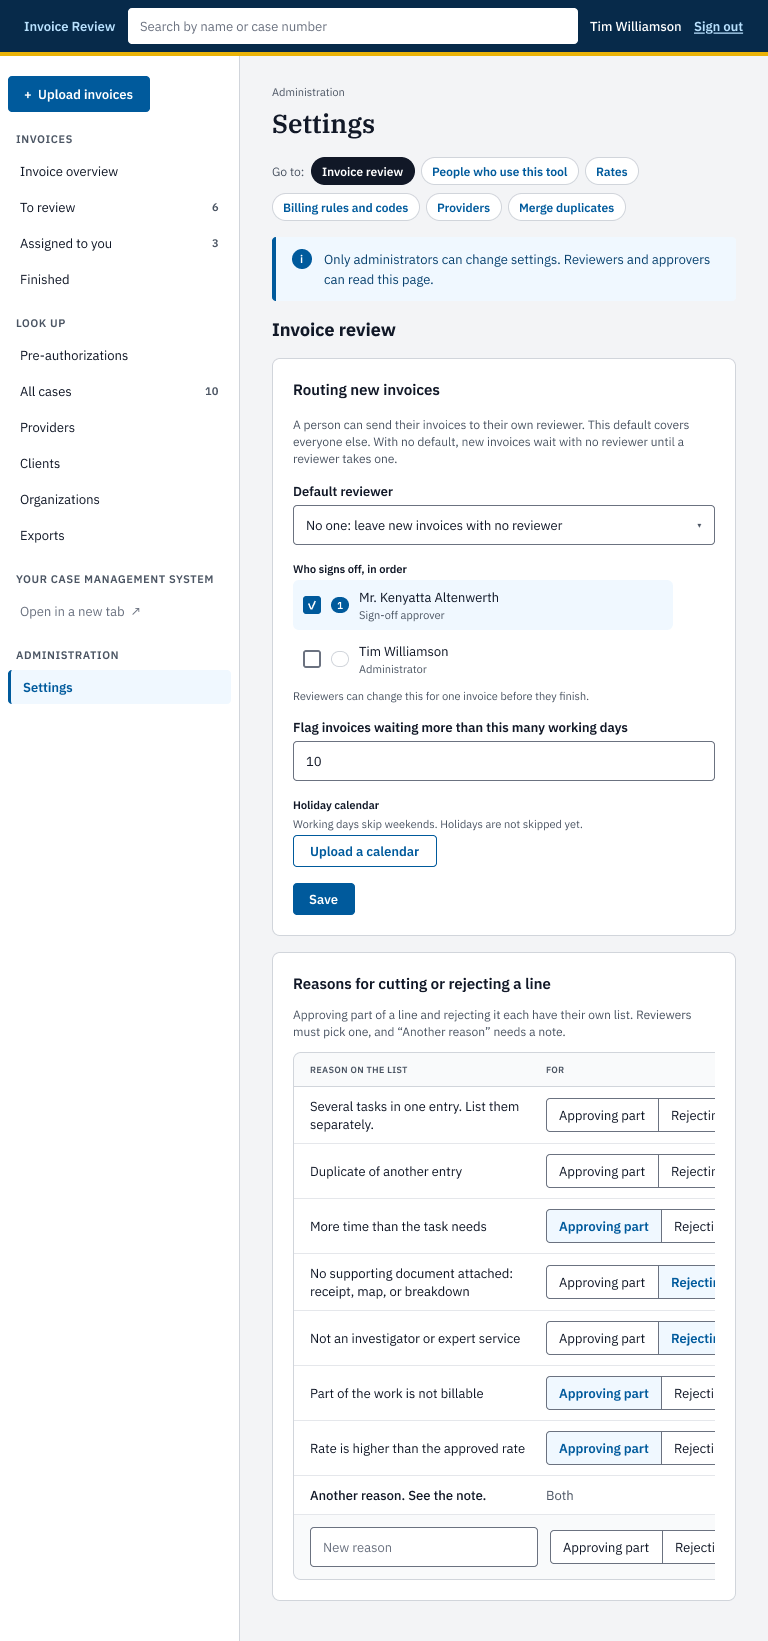 Invoice Review
Search by name or case number
Tim Williamson
Sign out
+ Upload invoices
INVOICES
Invoice overview
To review 6
Assigned to you 3
Finished
LOOK UP
Pre-authorizations
All cases 10
Providers
Clients
Organizations
Exports
YOUR CASE MANAGEMENT SYSTEM
Open in a new tab ↗
ADMINISTRATION
Settings
Administration
Settings
Go to: Invoice review People who use this tool Rates
Billing rules and codes Providers Merge duplicates
Only administrators can change settings. Reviewers and approvers
can read this page.
Invoice review
Routing new invoices
A person can send their invoices to their own reviewer. This default covers
everyone else. With no default, new invoices wait with no reviewer until a
reviewer takes one.
Default reviewer
No one: leave new invoices with no reviewer
Who signs off, in order
1 Mr. Kenyatta Altenwerth
Sign-off approver
Tim Williamson
Administrator
Reviewers can change this for one invoice before they finish.
Flag invoices waiting more than this many working days
10
Holiday calendar
Working days skip weekends. Holidays are not skipped yet.
Upload a calendar
Save
Reasons for cutting or rejecting a line
Approving part of a line and rejecting it each have their own list. Reviewers
must pick one, and “Another reason” needs a note.
REASON ON THE LIST FOR
Several tasks in one entry. List them
separately.
Approving part
Duplicate of another entry Approving part
More time than the task needs Approving part
No supporting document attached:
receipt, map, or breakdown
Approving part
Not an investigator or expert service Approving part
Part of the work is not billable Approving part
Rate is higher than the approved rate Approving part
Another reason. See the note. Both
New reason Approving part